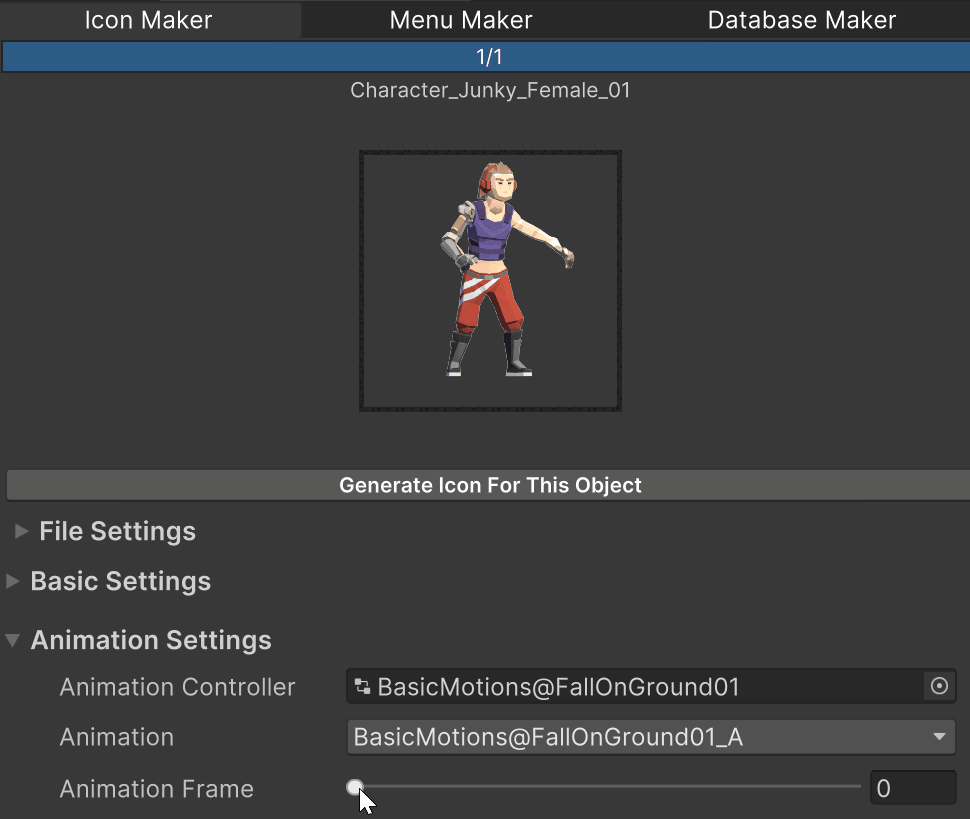 Icon Maker Menu Maker Database Maker
1/1
Character_Junky_Female_01
Generate Icon For This Object
File Settings
Basic Settings
Animation Settings
Animation Controller BasicMotions@FallOnGround01
Animation BasicMotions@FallOnGround01_A
Animation Frame 0